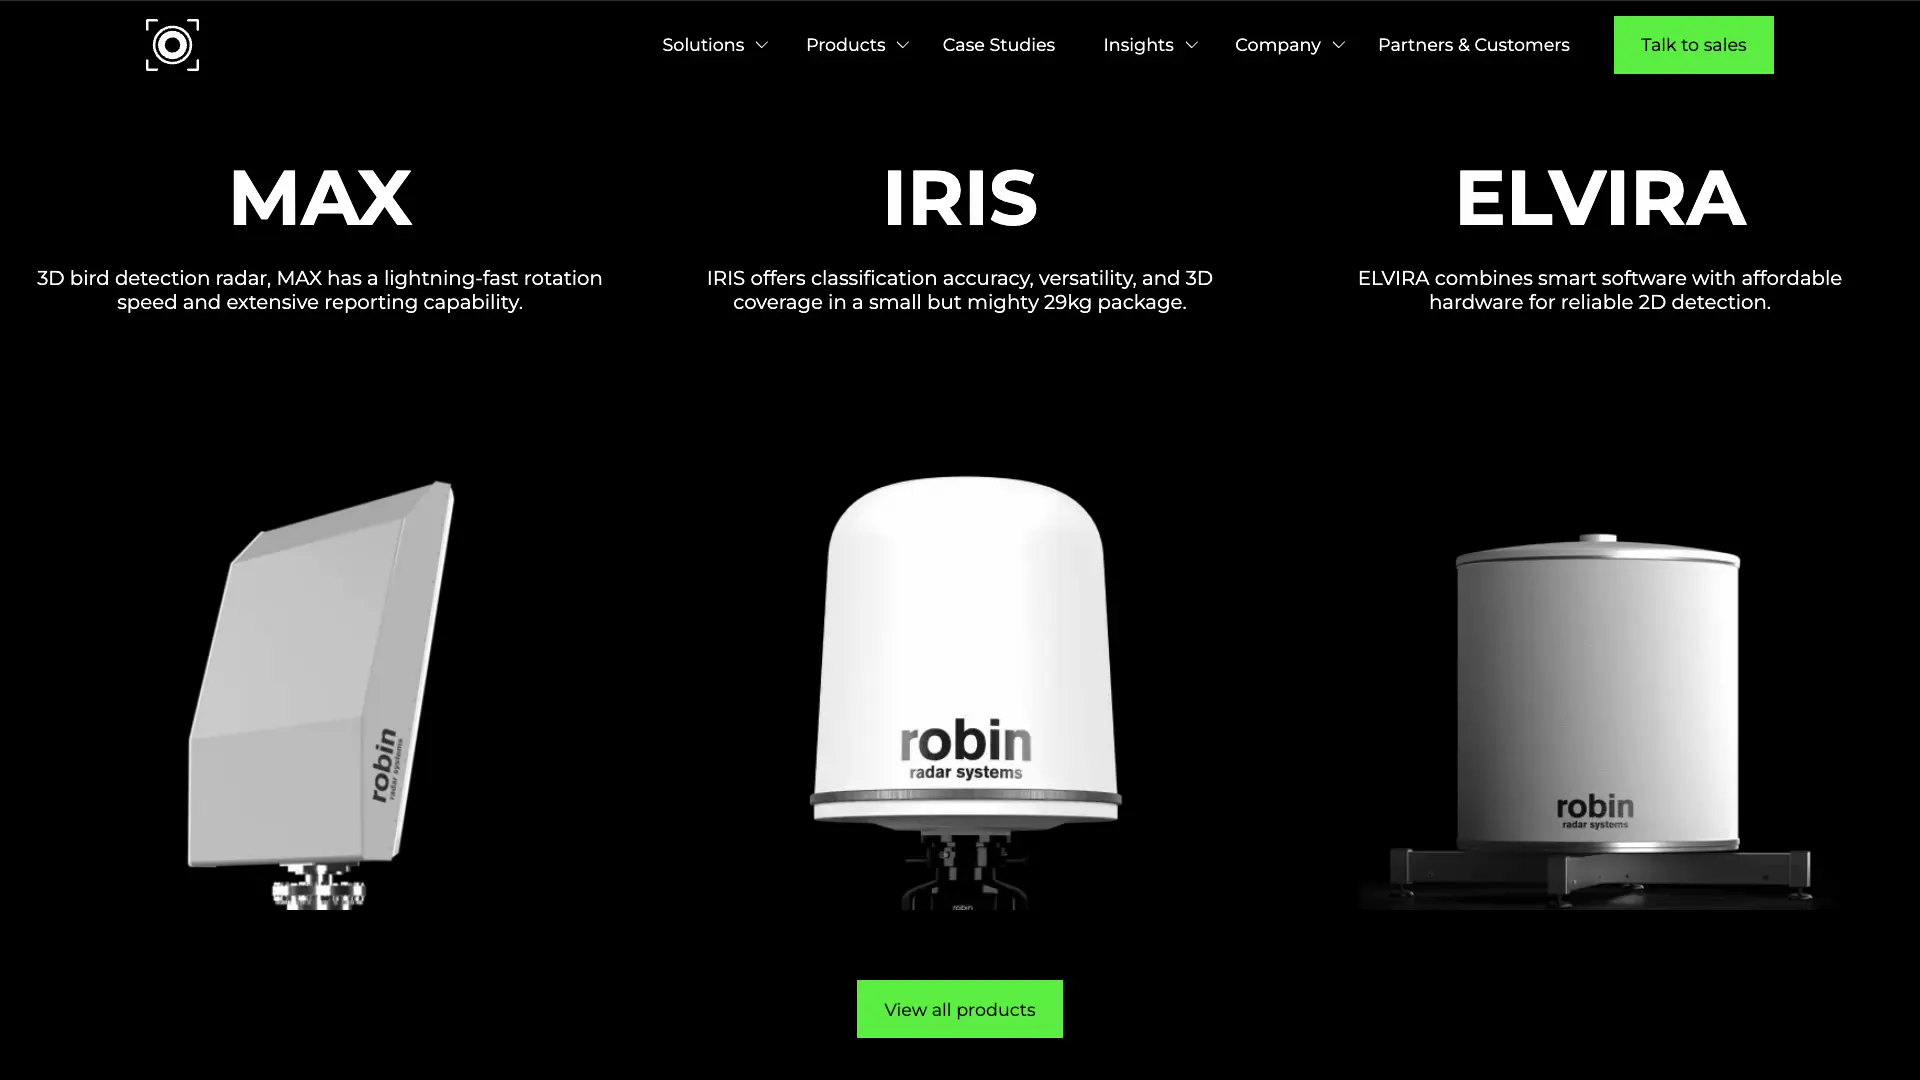 Solutions
Products
Case Studies
Insights
Company
Partners & Customers
Talk to sales
MAX
3D bird detection radar, MAX has a lightning-fast rotation
speed and extensive reporting capability.
IRIS
IRIS offers classification accuracy, versatility, and 3D
coverage in a small but mighty 29kg package.
ELVIRA
ELVIRA combines smart software with affordable
hardware for reliable 2D detection.
robin
radar systems
robin
radar systems
robin
robin
radar systems
View all products